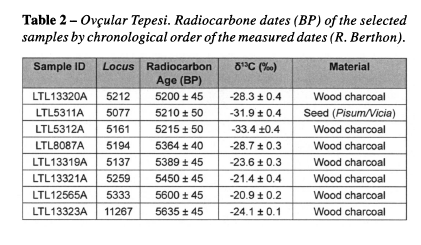 Table 2 – Ovçular Tepesi. Radiocarbone dates (BP) of the selected
samples by chronological order of the measured dates (R. Berthon).
Sample ID Locus Radiocarbon Age (BP) δ¹³C (‰) Material
LTL13320A 5212 5200 ± 45 -28.3 ± 0.4 Wood charcoal
LTL5311A 5077 5210 ± 50 -31.9 ± 0.4 Seed (Pisum/Vicia)
LTL5312A 5161 5215 ± 50 -33.4 ±0.4 Wood charcoal
LTL8087A 5194 5364 ± 40 -28.7 ± 0.3 Wood charcoal
LTL13319A 5137 5389 ± 45 -23.6 ± 0.3 Wood charcoal
LTL13321A 5259 5450 ± 45 -21.4 ± 0.4 Wood charcoal
LTL12565A 5333 5600 ± 45 -20.9 ± 0.2 Wood charcoal
LTL13323A 11267 5635 ± 45 -24.1 ± 0.1 Wood charcoal